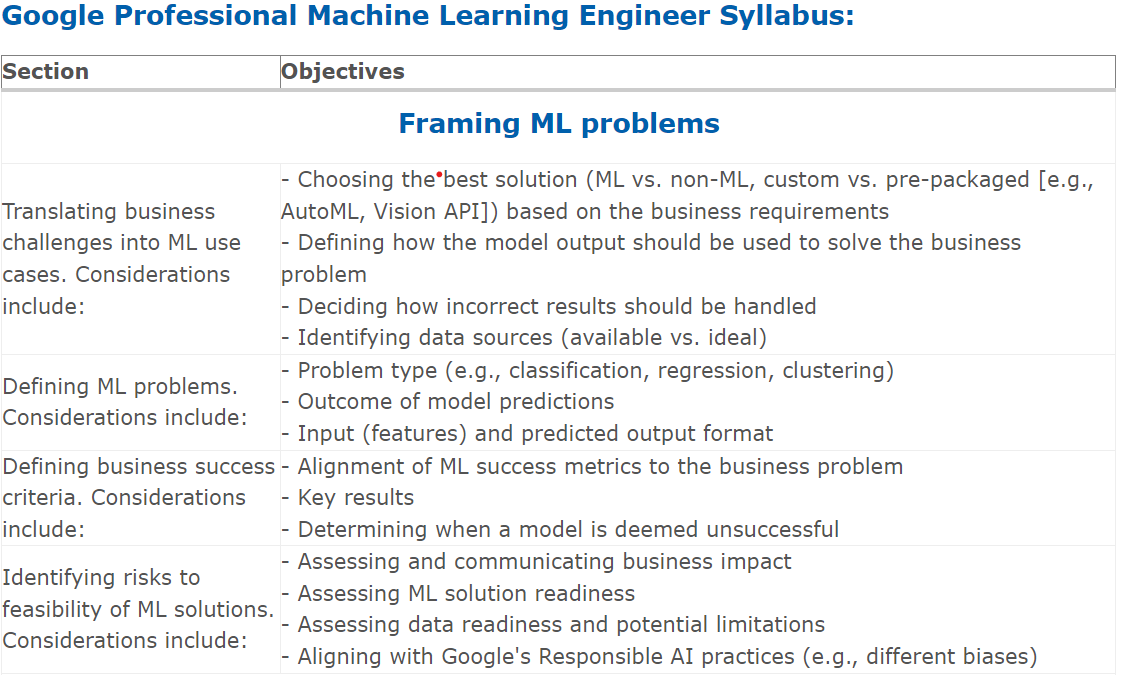 Google Professional Machine Learning Engineer Syllabus:
Section
Objectives
Framing ML problems
Translating business
challenges into ML use
cases. Considerations
include:
- Choosing the best solution (ML vs. non-ML, custom vs. pre-packaged [e.g.,
AutoML, Vision API]) based on the business requirements
- Defining how the model output should be used to solve the business
problem
- Deciding how incorrect results should be handled
- Identifying data sources (available vs. ideal)
Defining ML problems.
Considerations include:
- Problem type (e.g., classification, regression, clustering)
- Outcome of model predictions
- Input (features) and predicted output format
Defining business success
criteria. Considerations
include:
- Alignment of ML success metrics to the business problem
- Key results
- Determining when a model is deemed unsuccessful
Identifying risks to
feasibility of ML solutions.
Considerations include:
- Assessing and communicating business impact
- Assessing ML solution readiness
- Assessing data readiness and potential limitations
- Aligning with Google's Responsible AI practices (e.g., different biases)